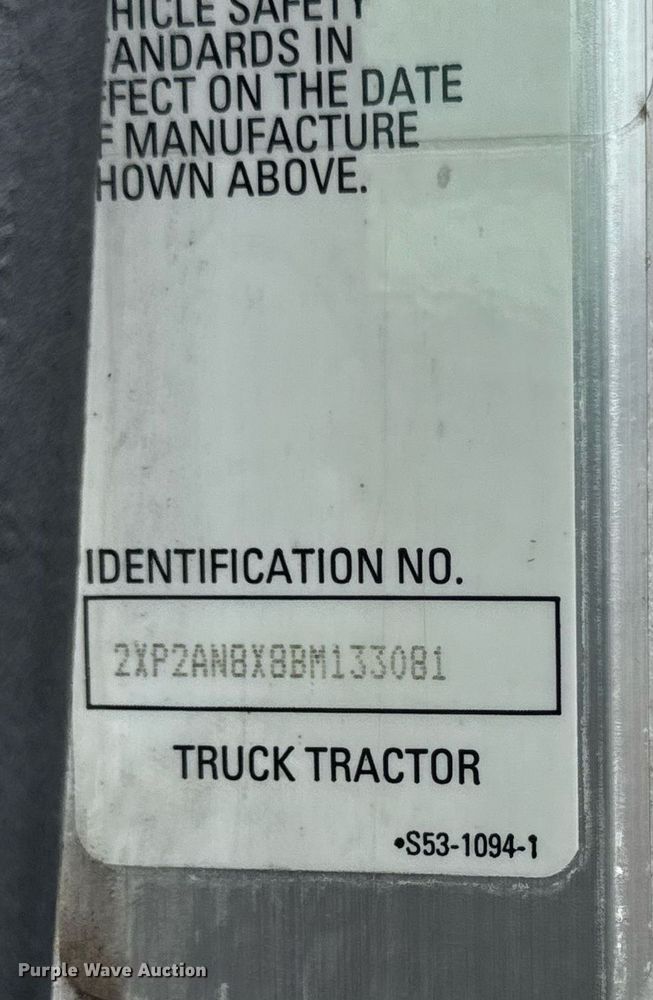 HICLE SAFETY
ANDARDS IN
FFECT ON THE DATE
F MANUFACTURE
HOWN ABOVE.
IDENTIFICATION NO.
2XP2AN8X8BM133081
TRUCK TRACTOR
•S53-1094-1
Purple Wave Auction